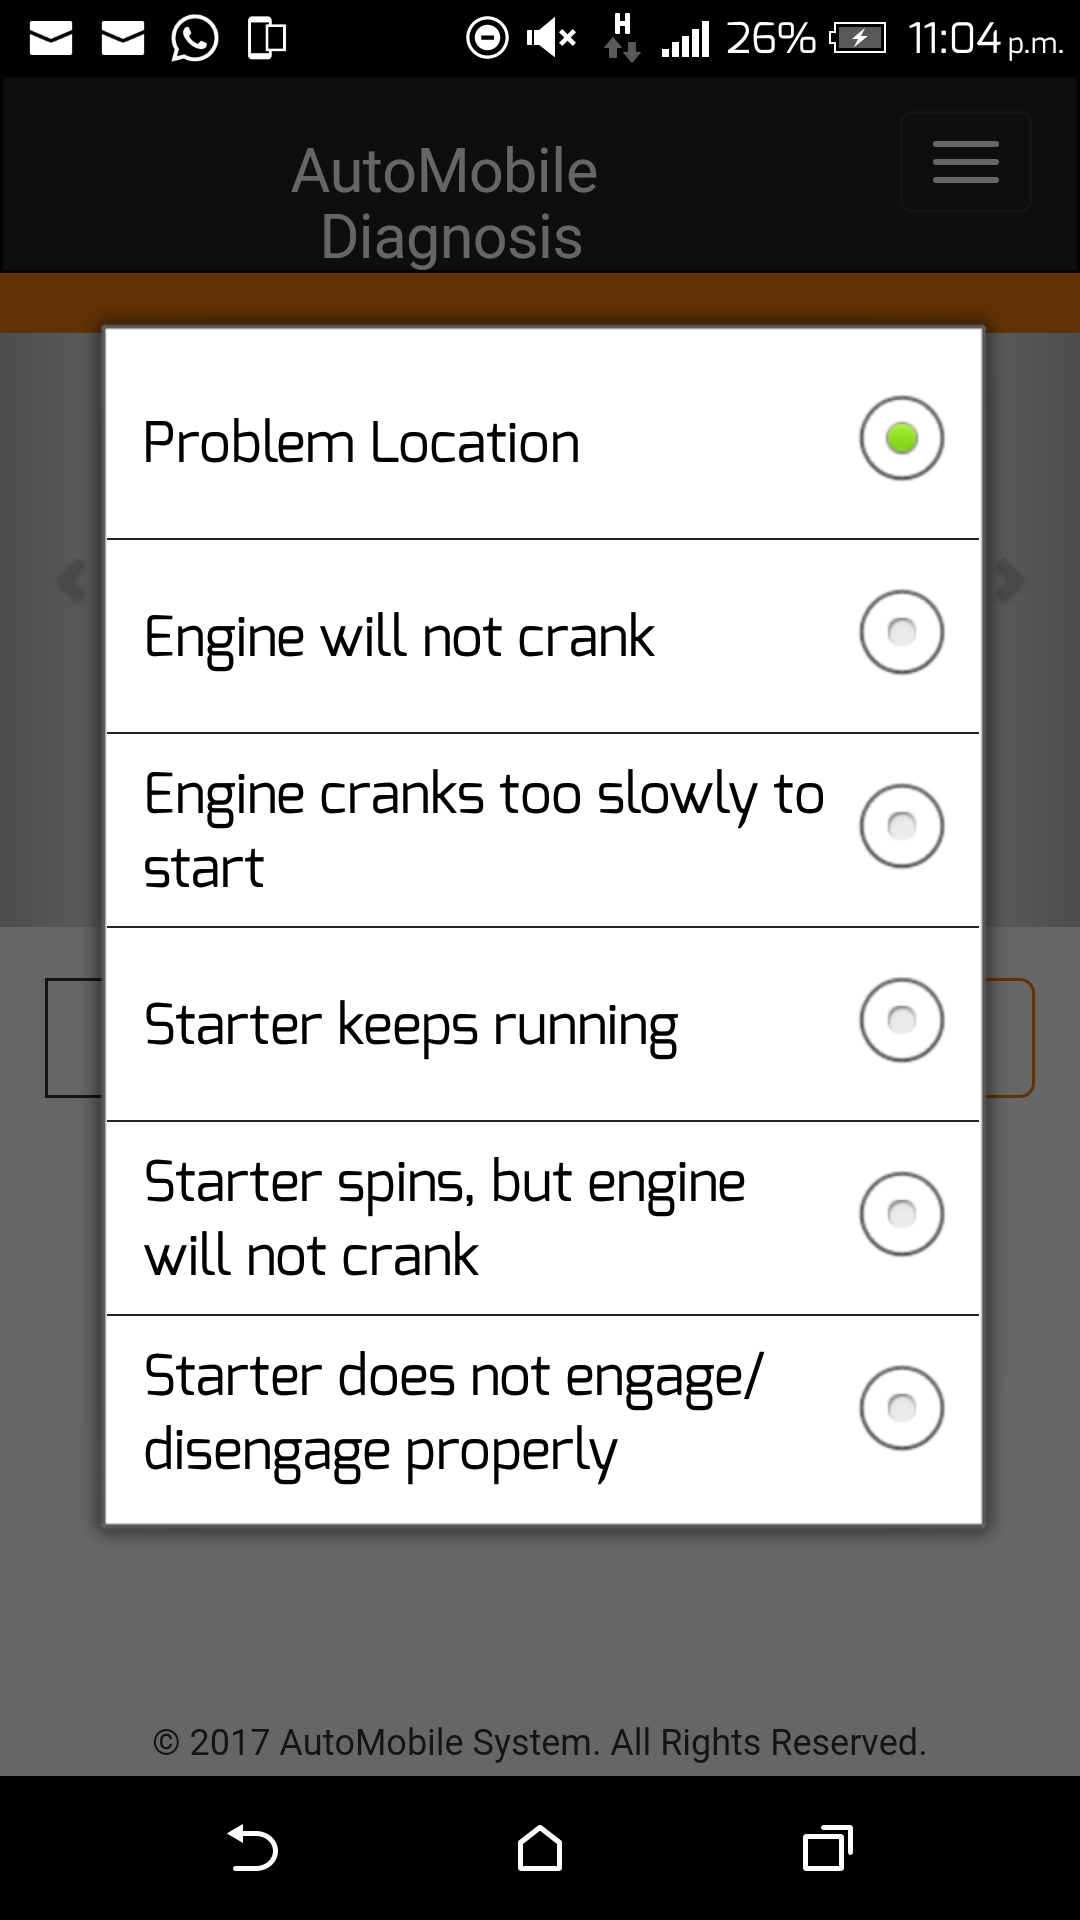 H
26%
11:04 p.m.
AutoMobile
Diagnosis
Problem Location
Engine will not crank
Engine cranks too slowly to
start
Starter keeps running
Starter spins, but engine
will not crank
Starter does not engage/
disengage properly
© 2017 AutoMobile System. All Rights Reserved.